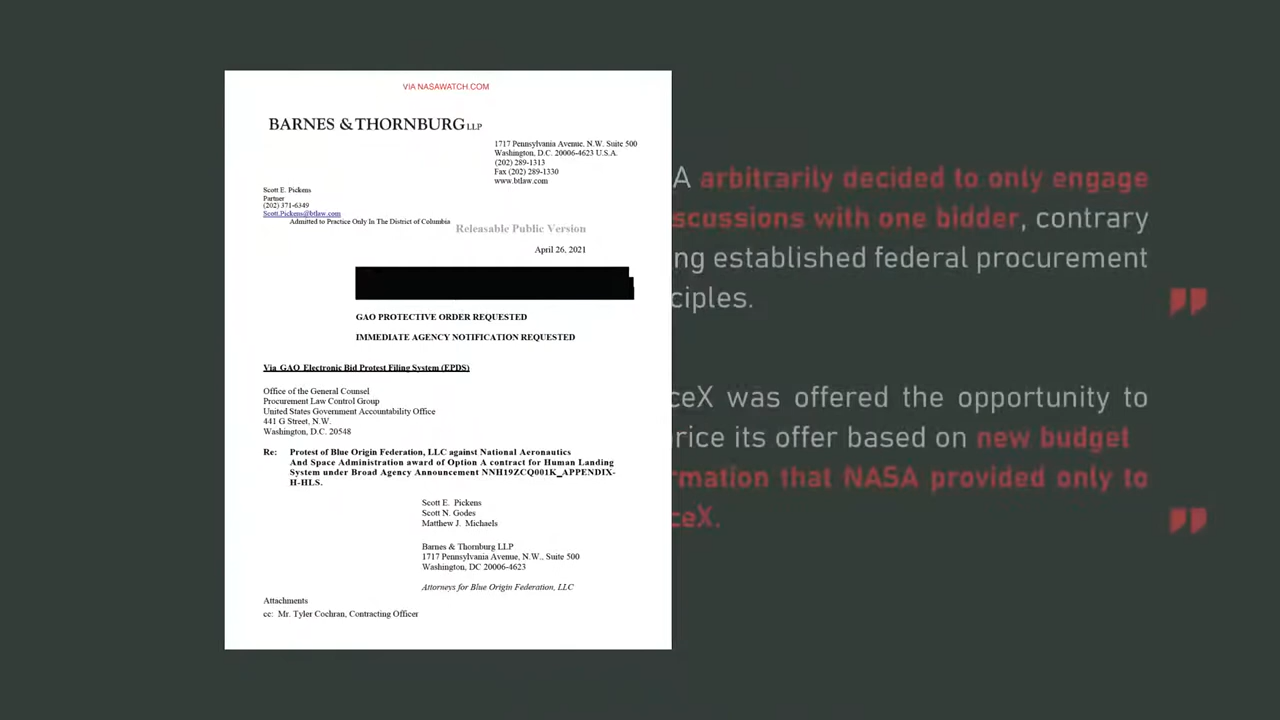 VIA NASAWATCH.COM
BARNES & THORNBURG LLP
1717 Pennsylvania Avenue, N.W. Suite 500
Washington, D.C. 20006-4623 U.S.A.
(202) 289-1313
Fax (202) 289-1330
www.btlaw.com
Scott E. Pickens
Partner
(202) 371-6349
Scott.Pickens@btlaw.com
Admitted to Practice Only In The District of Columbia
Releasable Public Version
April 26, 2021
GAO PROTECTIVE ORDER REQUESTED
IMMEDIATE AGENCY NOTIFICATION REQUESTED
Via GAO Electronic Bid Protest Filing System (EPDS)
Office of the General Counsel
Procurement Law Control Group
United States Government Accountability Office
441 G Street, N.W.
Washington, D.C. 20548
Re: Protest of Blue Origin Federation, LLC against National Aeronautics
And Space Administration award of Option A contract for Human Landing
System under Broad Agency Announcement NNH19ZCQ001K_APPENDIX-
H-HLS.
Scott E. Pickens
Scott N. Godes
Matthew J. Michaels
Barnes & Thornburg LLP
1717 Pennsylvania Avenue, N.W., Suite 500
Washington, DC 20006-4623
Attorneys for Blue Origin Federation, LLC
Attachments
cc: Mr. Tyler Cochran, Contracting Officer
A arbitrarily decided to only engage
scussions with one bidder, contrary
ng established federal procurement
ciples.
ceX was offered the opportunity to
rice its offer based on new budget
rmation that NASA provided only to
ceX.